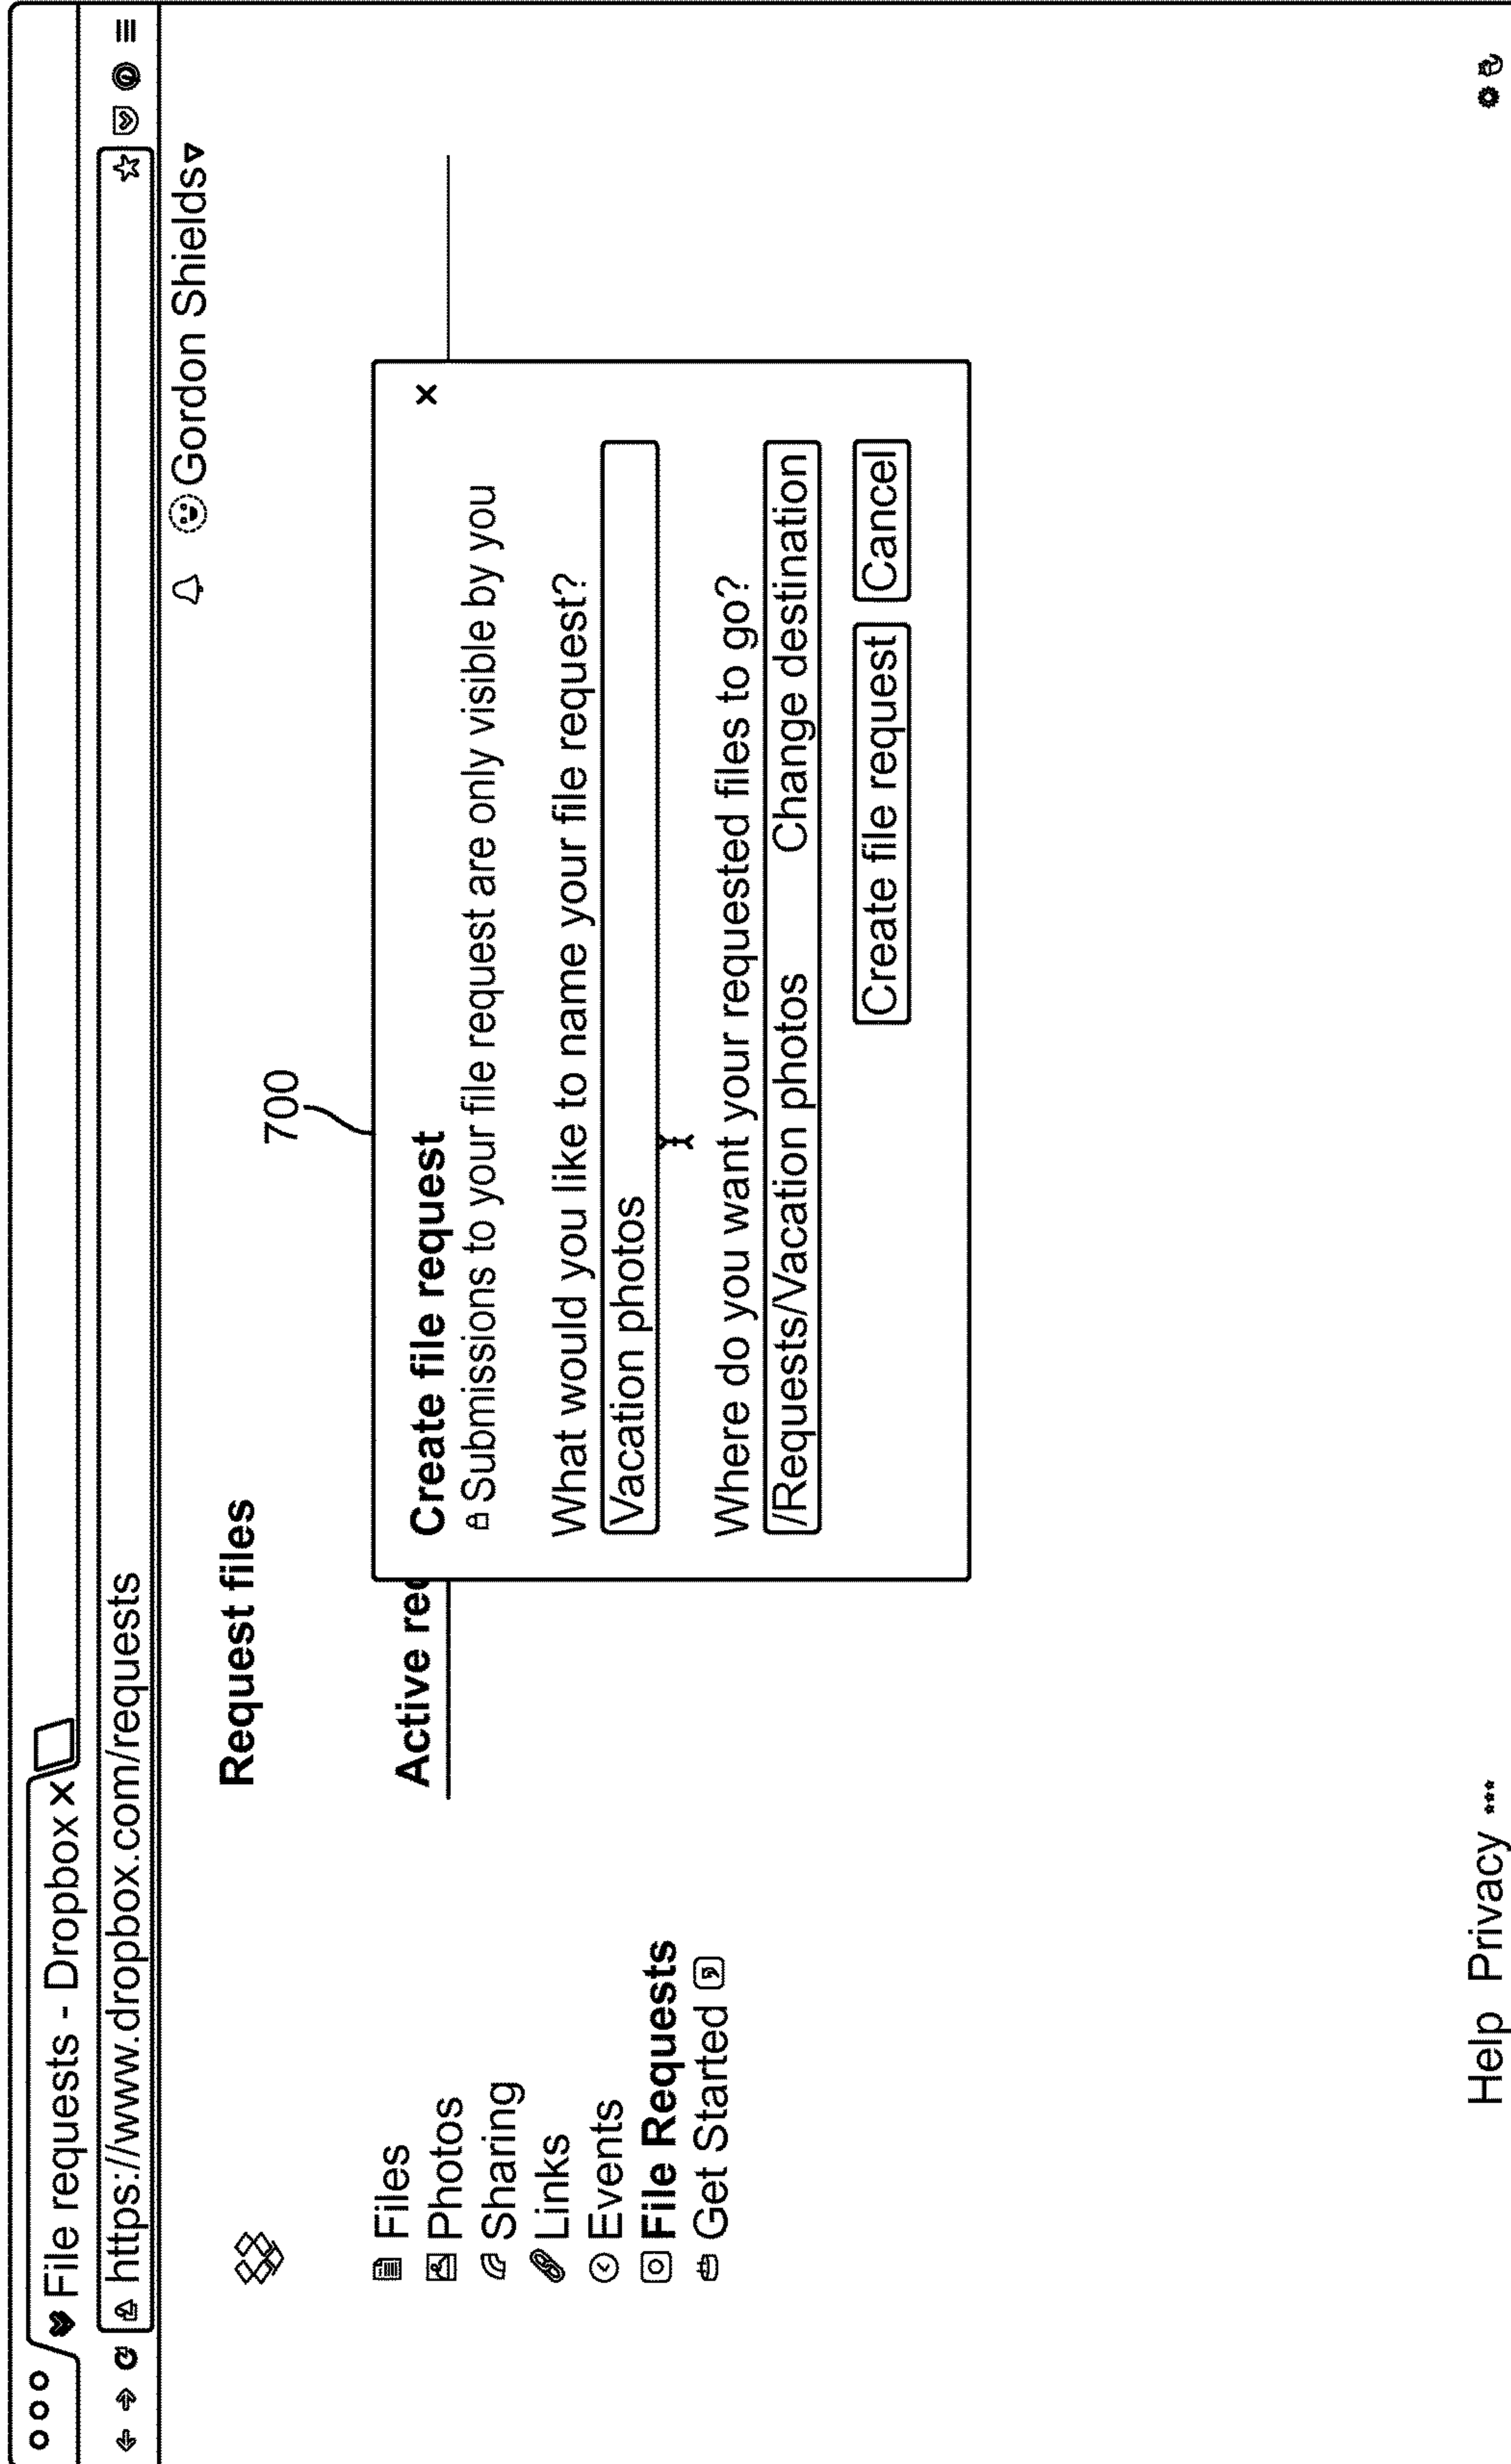 File requests - Dropbox
https://www.dropbox.com/requests
Gordon Shields
Request files
700
Files
Photos
Sharing
Links
Events
File Requests
Get Started
Active req
Create file request
Submissions to your file request are only visible by you
What would you like to name your file request?
Vacation photos
Where do you want your requested files to go?
/Requests/Vacation photos Change destination
Create file request Cancel
Help Privacy